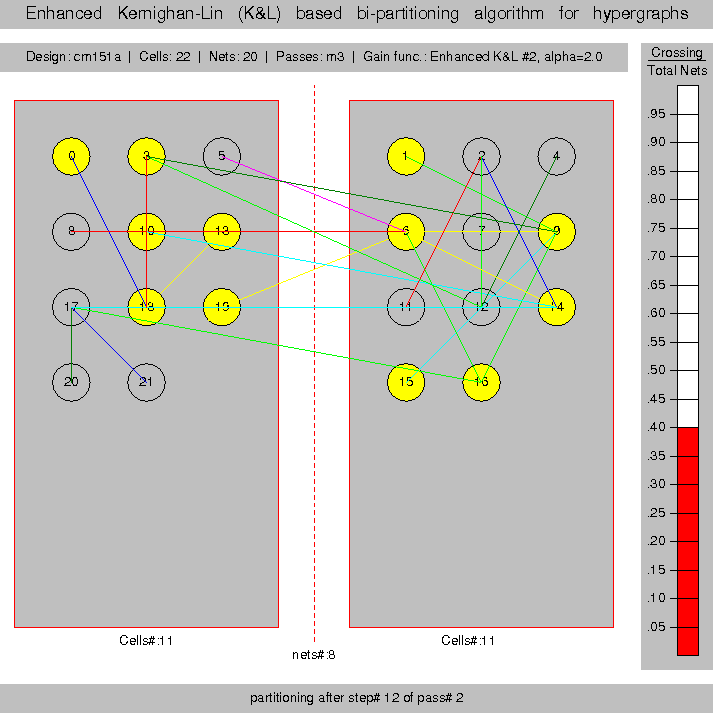 Enhanced Kernighan-Lin (K&L) based bi-partitioning algorithm for hypergraphs
Design: cm151a | Cells: 22 | Nets: 20 | Passes: m3 | Gain func.: Enhanced K&L #2, alpha=2.0
Crossing
Total Nets
.95
.90
.85
.80
.75
.70
.65
.60
.55
.50
.45
.40
.35
.30
.25
.20
.15
.10
.05
0 3 5 1 2 4
8 10 13 6 7 9
17 18 19 11 12 14
20 21 15 16
Cells#:11 Cells#:11
nets#:8
partitioning after step# 12 of pass# 2